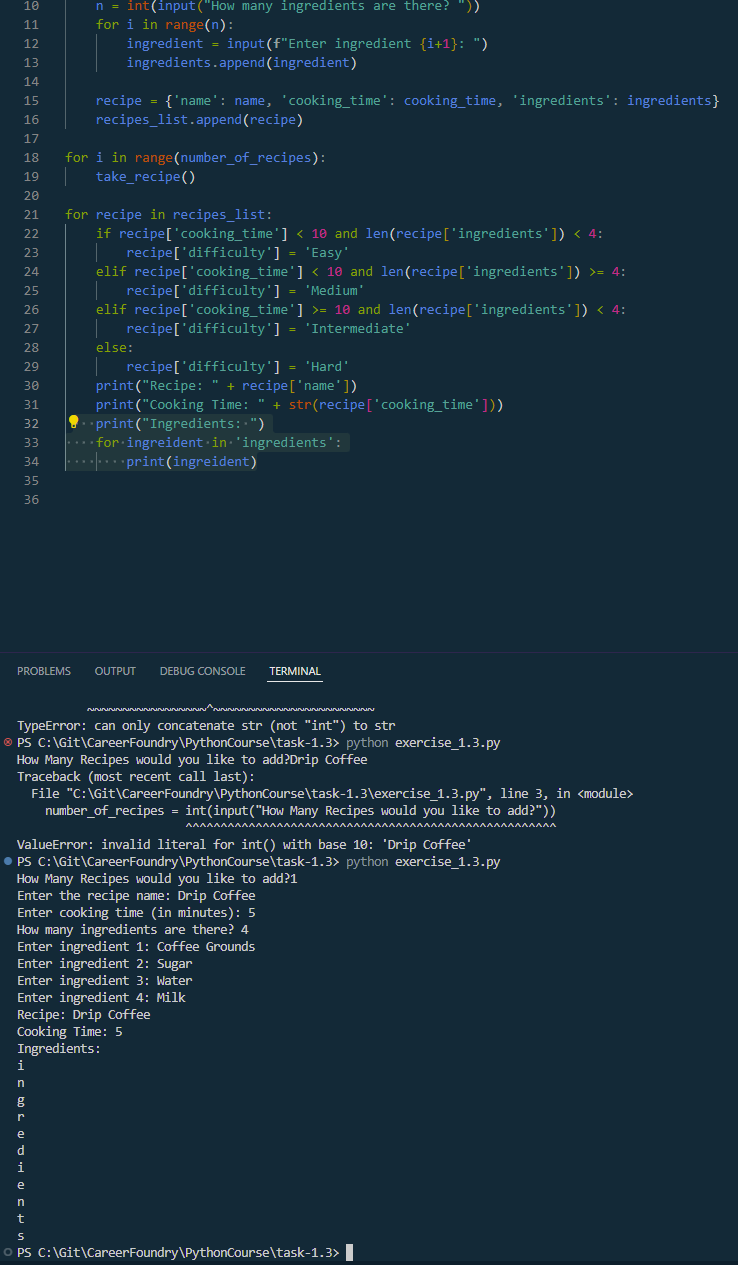 10 n = int(input("How many ingredients are there? "))
11 for i in range(n):
12 ingredient = input(f"Enter ingredient {i+1}: ")
13 ingredients.append(ingredient)
14
15 recipe = {'name': name, 'cooking_time': cooking_time, 'ingredients': ingredients}
16 recipes_list.append(recipe)
17
18 for i in range(number_of_recipes):
19 take_recipe()
20
21 for recipe in recipes_list:
22 if recipe['cooking_time'] < 10 and len(recipe['ingredients']) < 4:
23 recipe['difficulty'] = 'Easy'
24 elif recipe['cooking_time'] < 10 and len(recipe['ingredients']) >= 4:
25 recipe['difficulty'] = 'Medium'
26 elif recipe['cooking_time'] >= 10 and len(recipe['ingredients']) < 4:
27 recipe['difficulty'] = 'Intermediate'
28 else:
29 recipe['difficulty'] = 'Hard'
30 print("Recipe: " + recipe['name'])
31 print("Cooking Time: " + str(recipe['cooking_time']))
32 print("Ingredients: ")
33 for ingreident in 'ingredients':
34 print(ingreident)
35
36
PROBLEMS OUTPUT DEBUG CONSOLE TERMINAL
~~~~~~~~~~~~~~~~~^~~~~~~~~~~~~~~~~~~~~~~~
TypeError: can only concatenate str (not "int") to str
PS C:\Git\CareerFoundry\PythonCourse\task-1.3> python exercise_1.3.py
How Many Recipes would you like to add?Drip Coffee
Traceback (most recent call last):
File "C:\Git\CareerFoundry\PythonCourse\task-1.3\exercise_1.3.py", line 3, in <module>
number_of_recipes = int(input("How Many Recipes would you like to add?"))
^^^^^^^^^^^^^^^^^^^^^^^^^^^^^^^^^^^^^^^^^^^^^^^^^^^^^
ValueError: invalid literal for int() with base 10: 'Drip Coffee'
PS C:\Git\CareerFoundry\PythonCourse\task-1.3> python exercise_1.3.py
How Many Recipes would you like to add?1
Enter the recipe name: Drip Coffee
Enter cooking time (in minutes): 5
How many ingredients are there? 4
Enter ingredient 1: Coffee Grounds
Enter ingredient 2: Sugar
Enter ingredient 3: Water
Enter ingredient 4: Milk
Recipe: Drip Coffee
Cooking Time: 5
Ingredients:
i
n
g
r
e
d
i
e
n
t
s
PS C:\Git\CareerFoundry\PythonCourse\task-1.3>